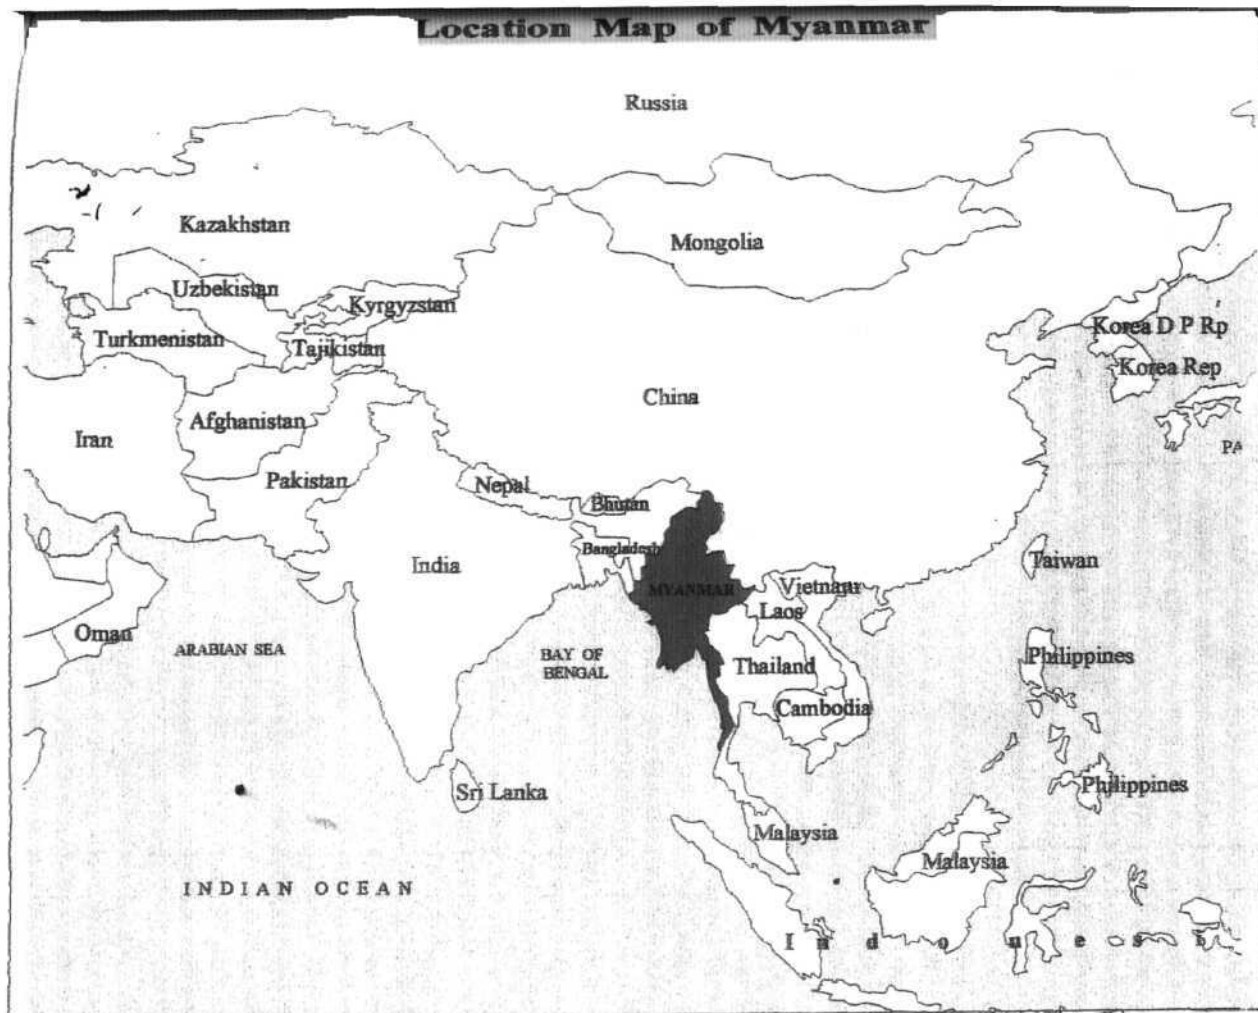 Location Map of Myanmar
Russia
Kazakhstan
Mongolia
Uzbekistan
Kyrgyzstan
Turkmenistan
Tajikistan
Korea D P Rp
Korea Rep
China
Afghanistan
Iran
PA
Pakistan
Nepal
Bhutan
Bangladesh
India
Taiwan
MYANMAR
Vietnam
Laos
Oman
ARABIAN SEA
BAY OF
BENGAL
Thailand
Philippines
Cambodia
Sri Lanka
Philippines
Malaysia
Malaysia
INDIAN OCEAN
I n d o n e s i